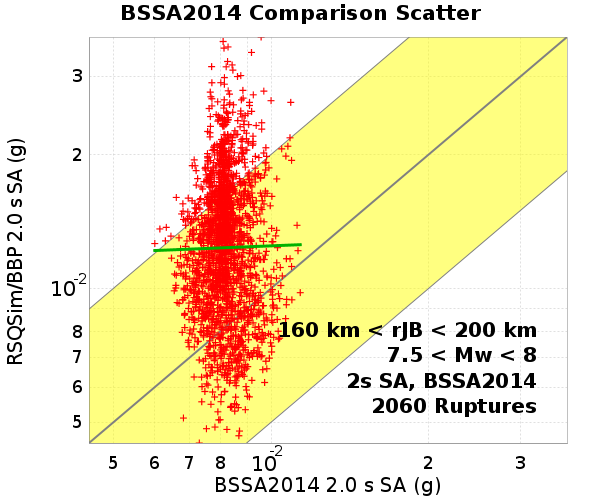 BSSA2014 Comparison Scatter
RSQSim/BBP 2.0 s SA (g)
3
2
10-2
8
7
6
5
160 km < rJB < 200 km
7.5 < Mw < 8
2s SA, BSSA2014
2060 Ruptures
5 6 7 8 10-2 2 3
BSSA2014 2.0 s SA (g)